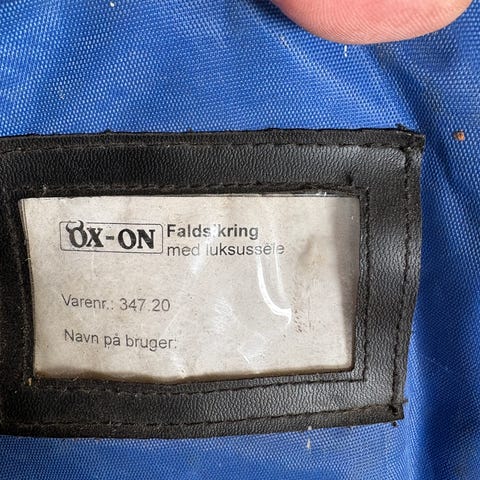 OX-ON Faldsikring
med luksussele
Varenr.: 347.20
Navn på bruger: